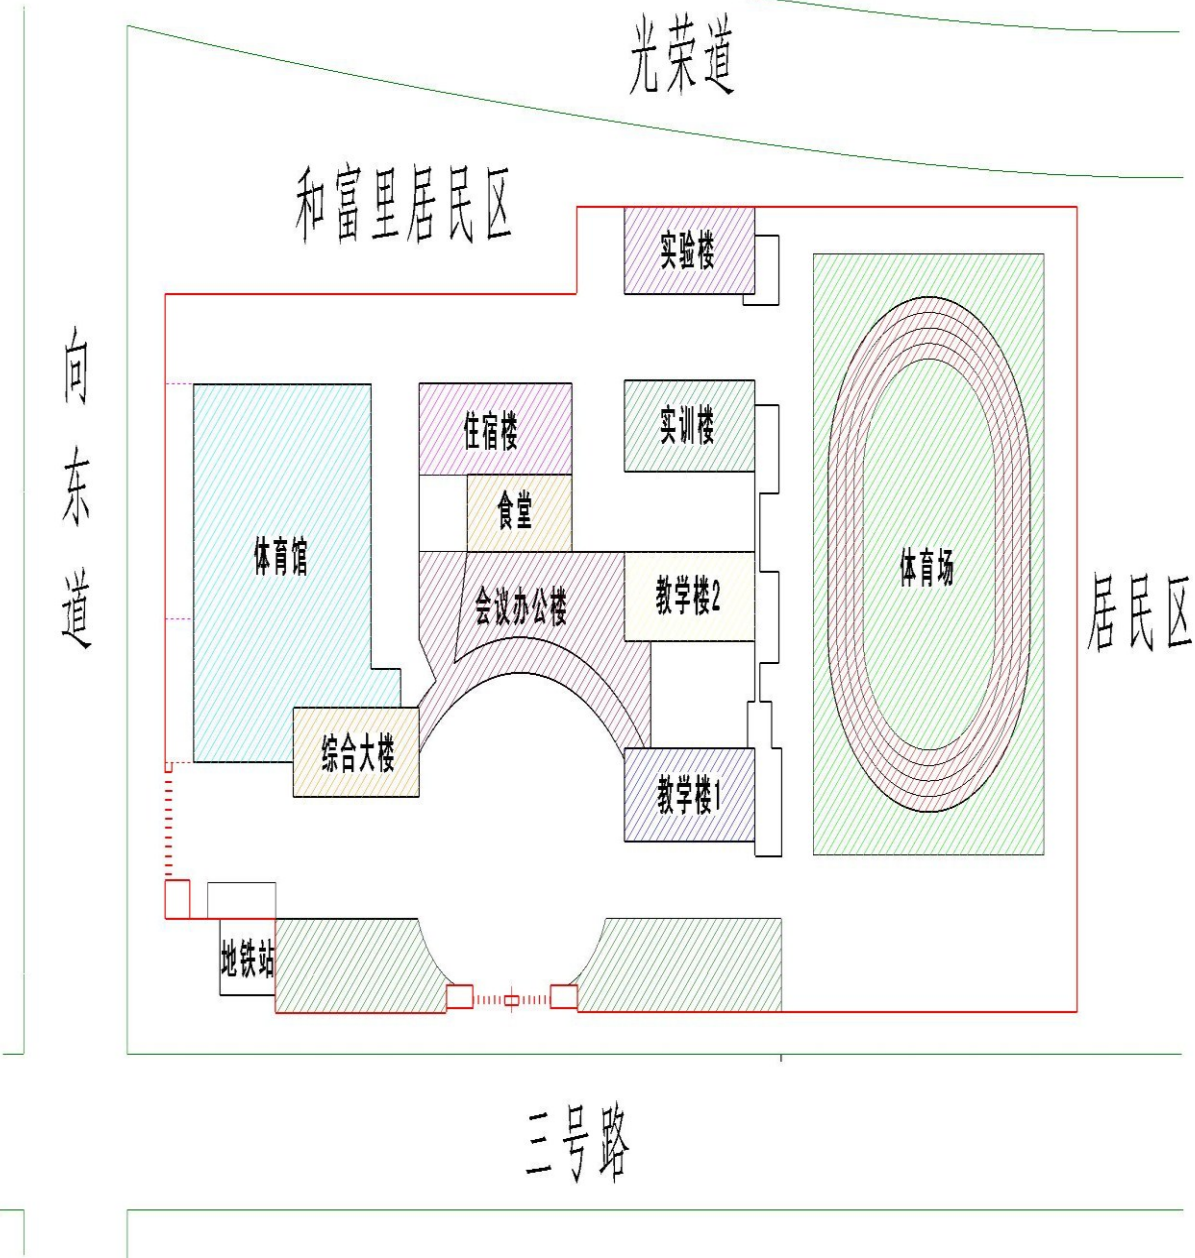 光荣道
和富里居民区
实验楼
向东道
住宿楼
实训楼
食堂
体育馆
体育场
会议办公楼
教学楼2
居民区
综合大楼
教学楼1
地铁站
三号路